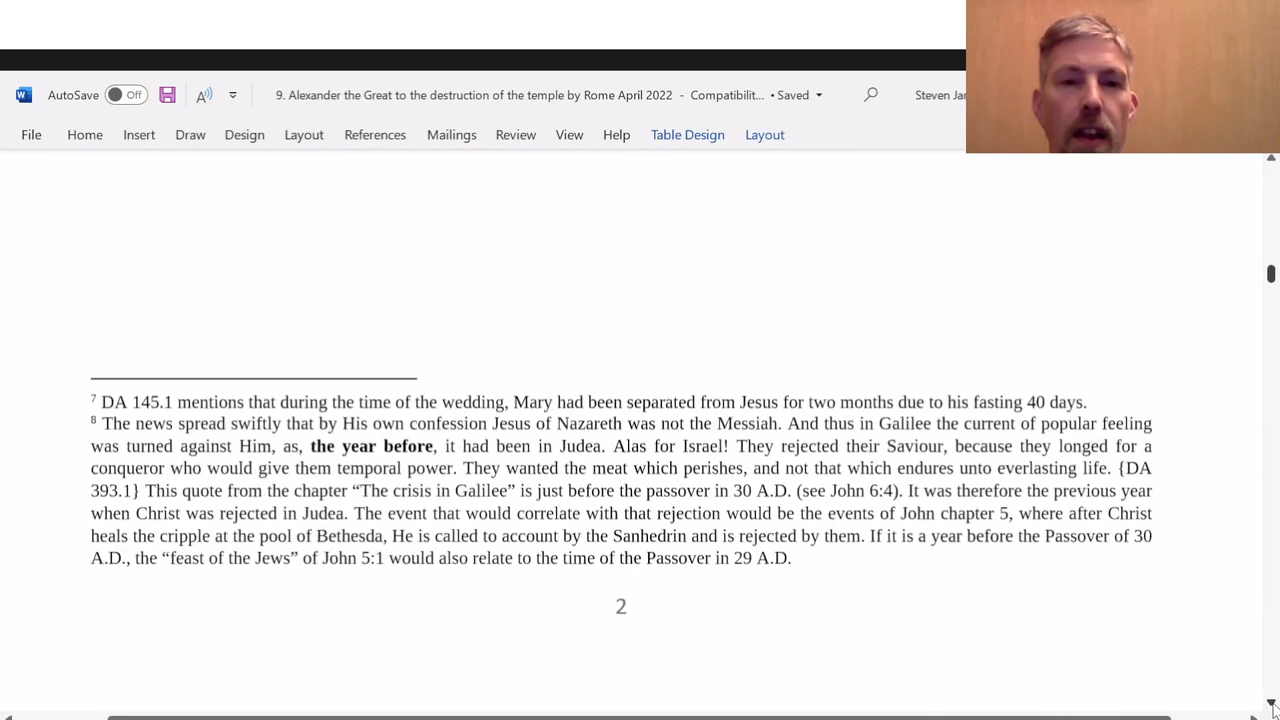 AutoSave Off 9. Alexander the Great to the destruction of the temple by Rome April 2022 - Compatibilit... • Saved Steven Jar
File Home Insert Draw Design Layout References Mailings Review View Help Table Design Layout
7 DA 145.1 mentions that during the time of the wedding, Mary had been separated from Jesus for two months due to his fasting 40 days.
8 The news spread swiftly that by His own confession Jesus of Nazareth was not the Messiah. And thus in Galilee the current of popular feeling
was turned against Him, as, the year before, it had been in Judea. Alas for Israel! They rejected their Saviour, because they longed for a
conqueror who would give them temporal power. They wanted the meat which perishes, and not that which endures unto everlasting life. {DA
393.1} This quote from the chapter “The crisis in Galilee” is just before the passover in 30 A.D. (see John 6:4). It was therefore the previous year
when Christ was rejected in Judea. The event that would correlate with that rejection would be the events of John chapter 5, where after Christ
heals the cripple at the pool of Bethesda, He is called to account by the Sanhedrin and is rejected by them. If it is a year before the Passover of 30
A.D., the “feast of the Jews” of John 5:1 would also relate to the time of the Passover in 29 A.D.
2